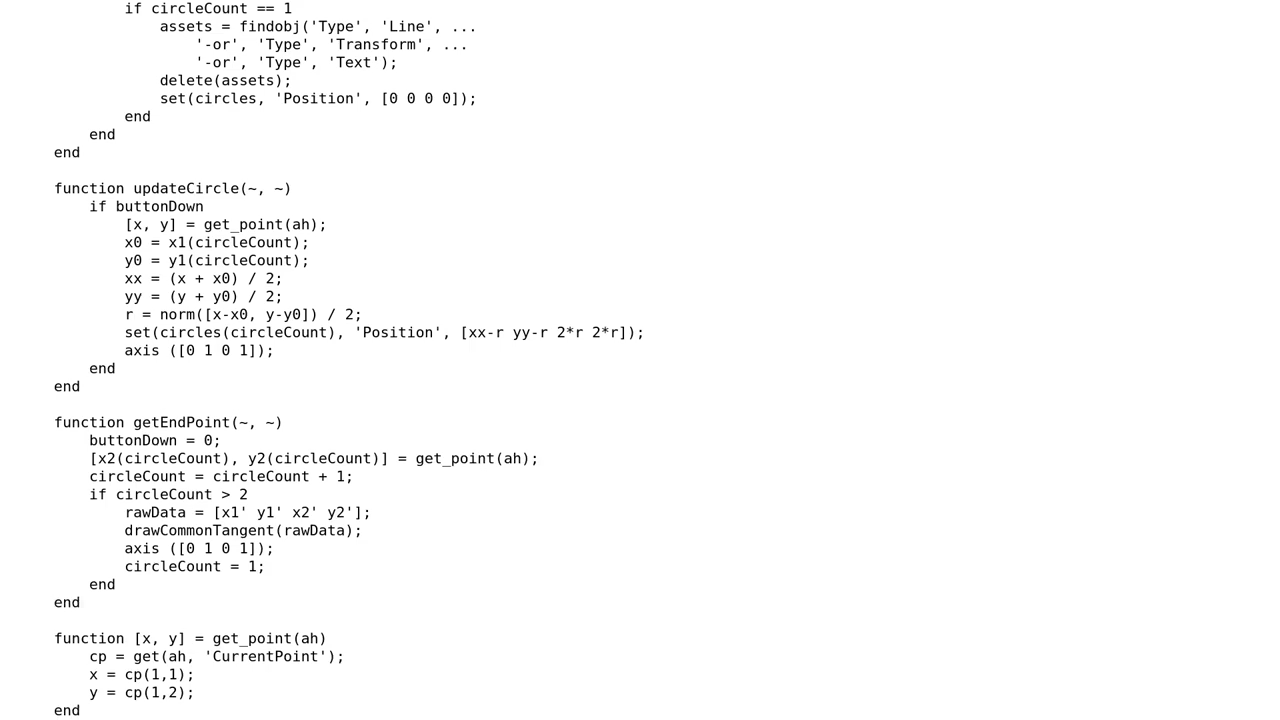 if circleCount == 1
            assets = findobj('Type', 'Line', ...
                '-or', 'Type', 'Transform', ...
                '-or', 'Type', 'Text');
            delete(assets);
            set(circles, 'Position', [0 0 0 0]);
        end
    end
end

function updateCircle(~, ~)
    if buttonDown
        [x, y] = get_point(ah);
        x0 = x1(circleCount);
        y0 = y1(circleCount);
        xx = (x + x0) / 2;
        yy = (y + y0) / 2;
        r = norm([x-x0, y-y0]) / 2;
        set(circles(circleCount), 'Position', [xx-r yy-r 2*r 2*r]);
        axis ([0 1 0 1]);
    end
end

function getEndPoint(~, ~)
    buttonDown = 0;
    [x2(circleCount), y2(circleCount)] = get_point(ah);
    circleCount = circleCount + 1;
    if circleCount > 2
        rawData = [x1' y1' x2' y2'];
        drawCommonTangent(rawData);
        axis ([0 1 0 1]);
        circleCount = 1;
    end
end

function [x, y] = get_point(ah)
    cp = get(ah, 'CurrentPoint');
    x = cp(1,1);
    y = cp(1,2);
end